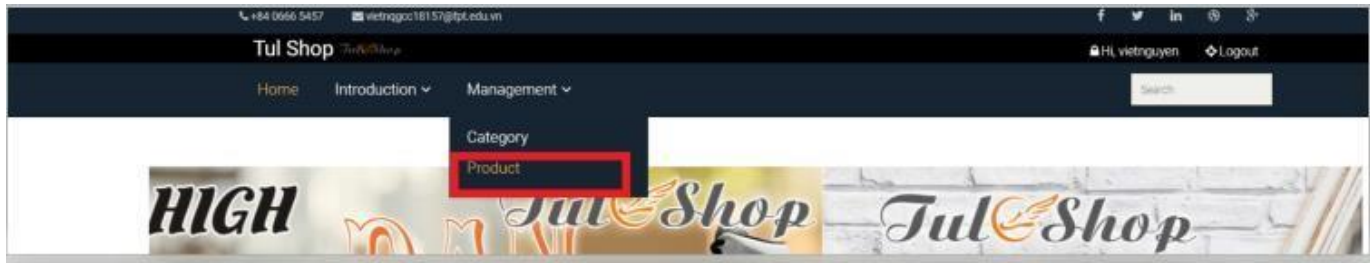 +84 0666 5457 vietnqgcc18157@fpt.edu.vn
Tul Shop TulShop Hi, vietnguyen Logout
Home Introduction Management Search
Category
Product
HIGH Tul Shop Tul Shop